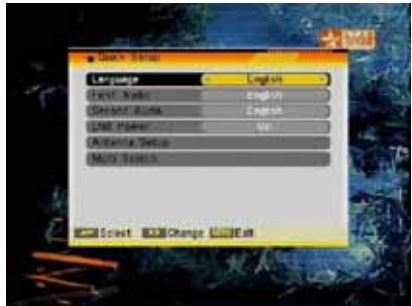 Quick Setup
Language English
First Audio English
Second Audio English
LNB Power On
Antenna Setup
Multi Search
Select Change Exit